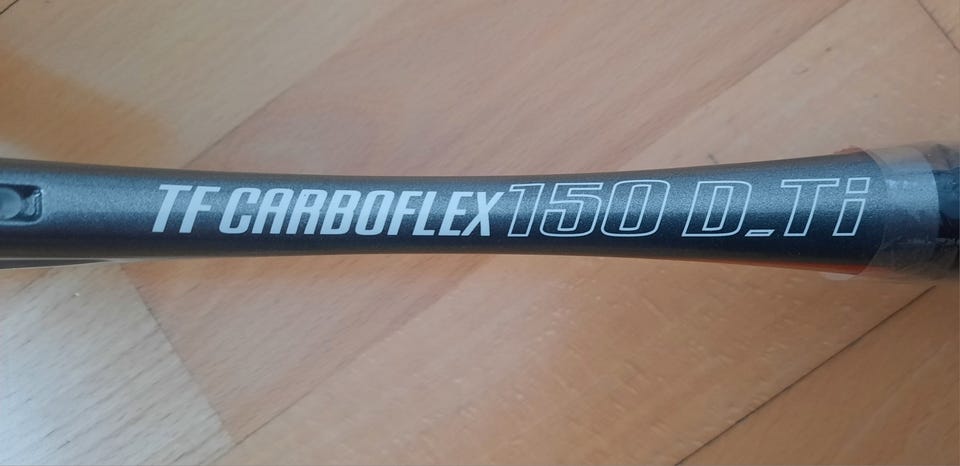 TF CARBOFLEX 150 D_Ti